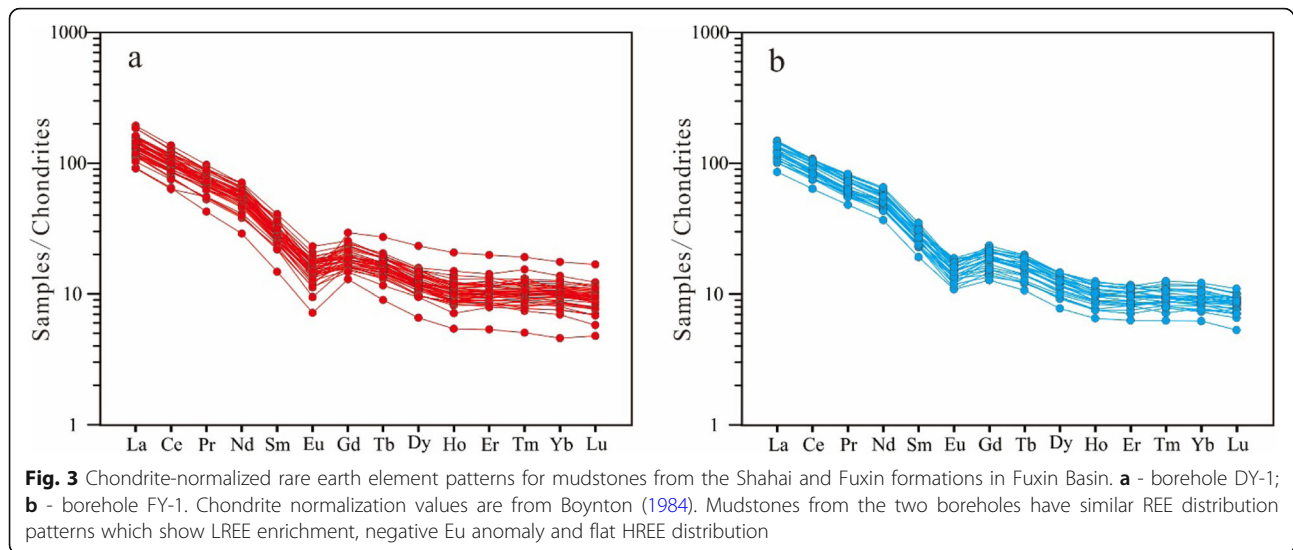 a
b
1000
100
10
1
Samples/Chondrites
La Ce Pr Nd Sm Eu Gd Tb Dy Ho Er Tm Yb Lu
1000
100
10
1
Samples/Chondrites
La Ce Pr Nd Sm Eu Gd Tb Dy Ho Er Tm Yb Lu
Fig. 3 Chondrite-normalized rare earth element patterns for mudstones from the Shahai and Fuxin formations in Fuxin Basin. a - borehole DY-1;
b - borehole FY-1. Chondrite normalization values are from Boynton (1984). Mudstones from the two boreholes have similar REE distribution
patterns which show LREE enrichment, negative Eu anomaly and flat HREE distribution